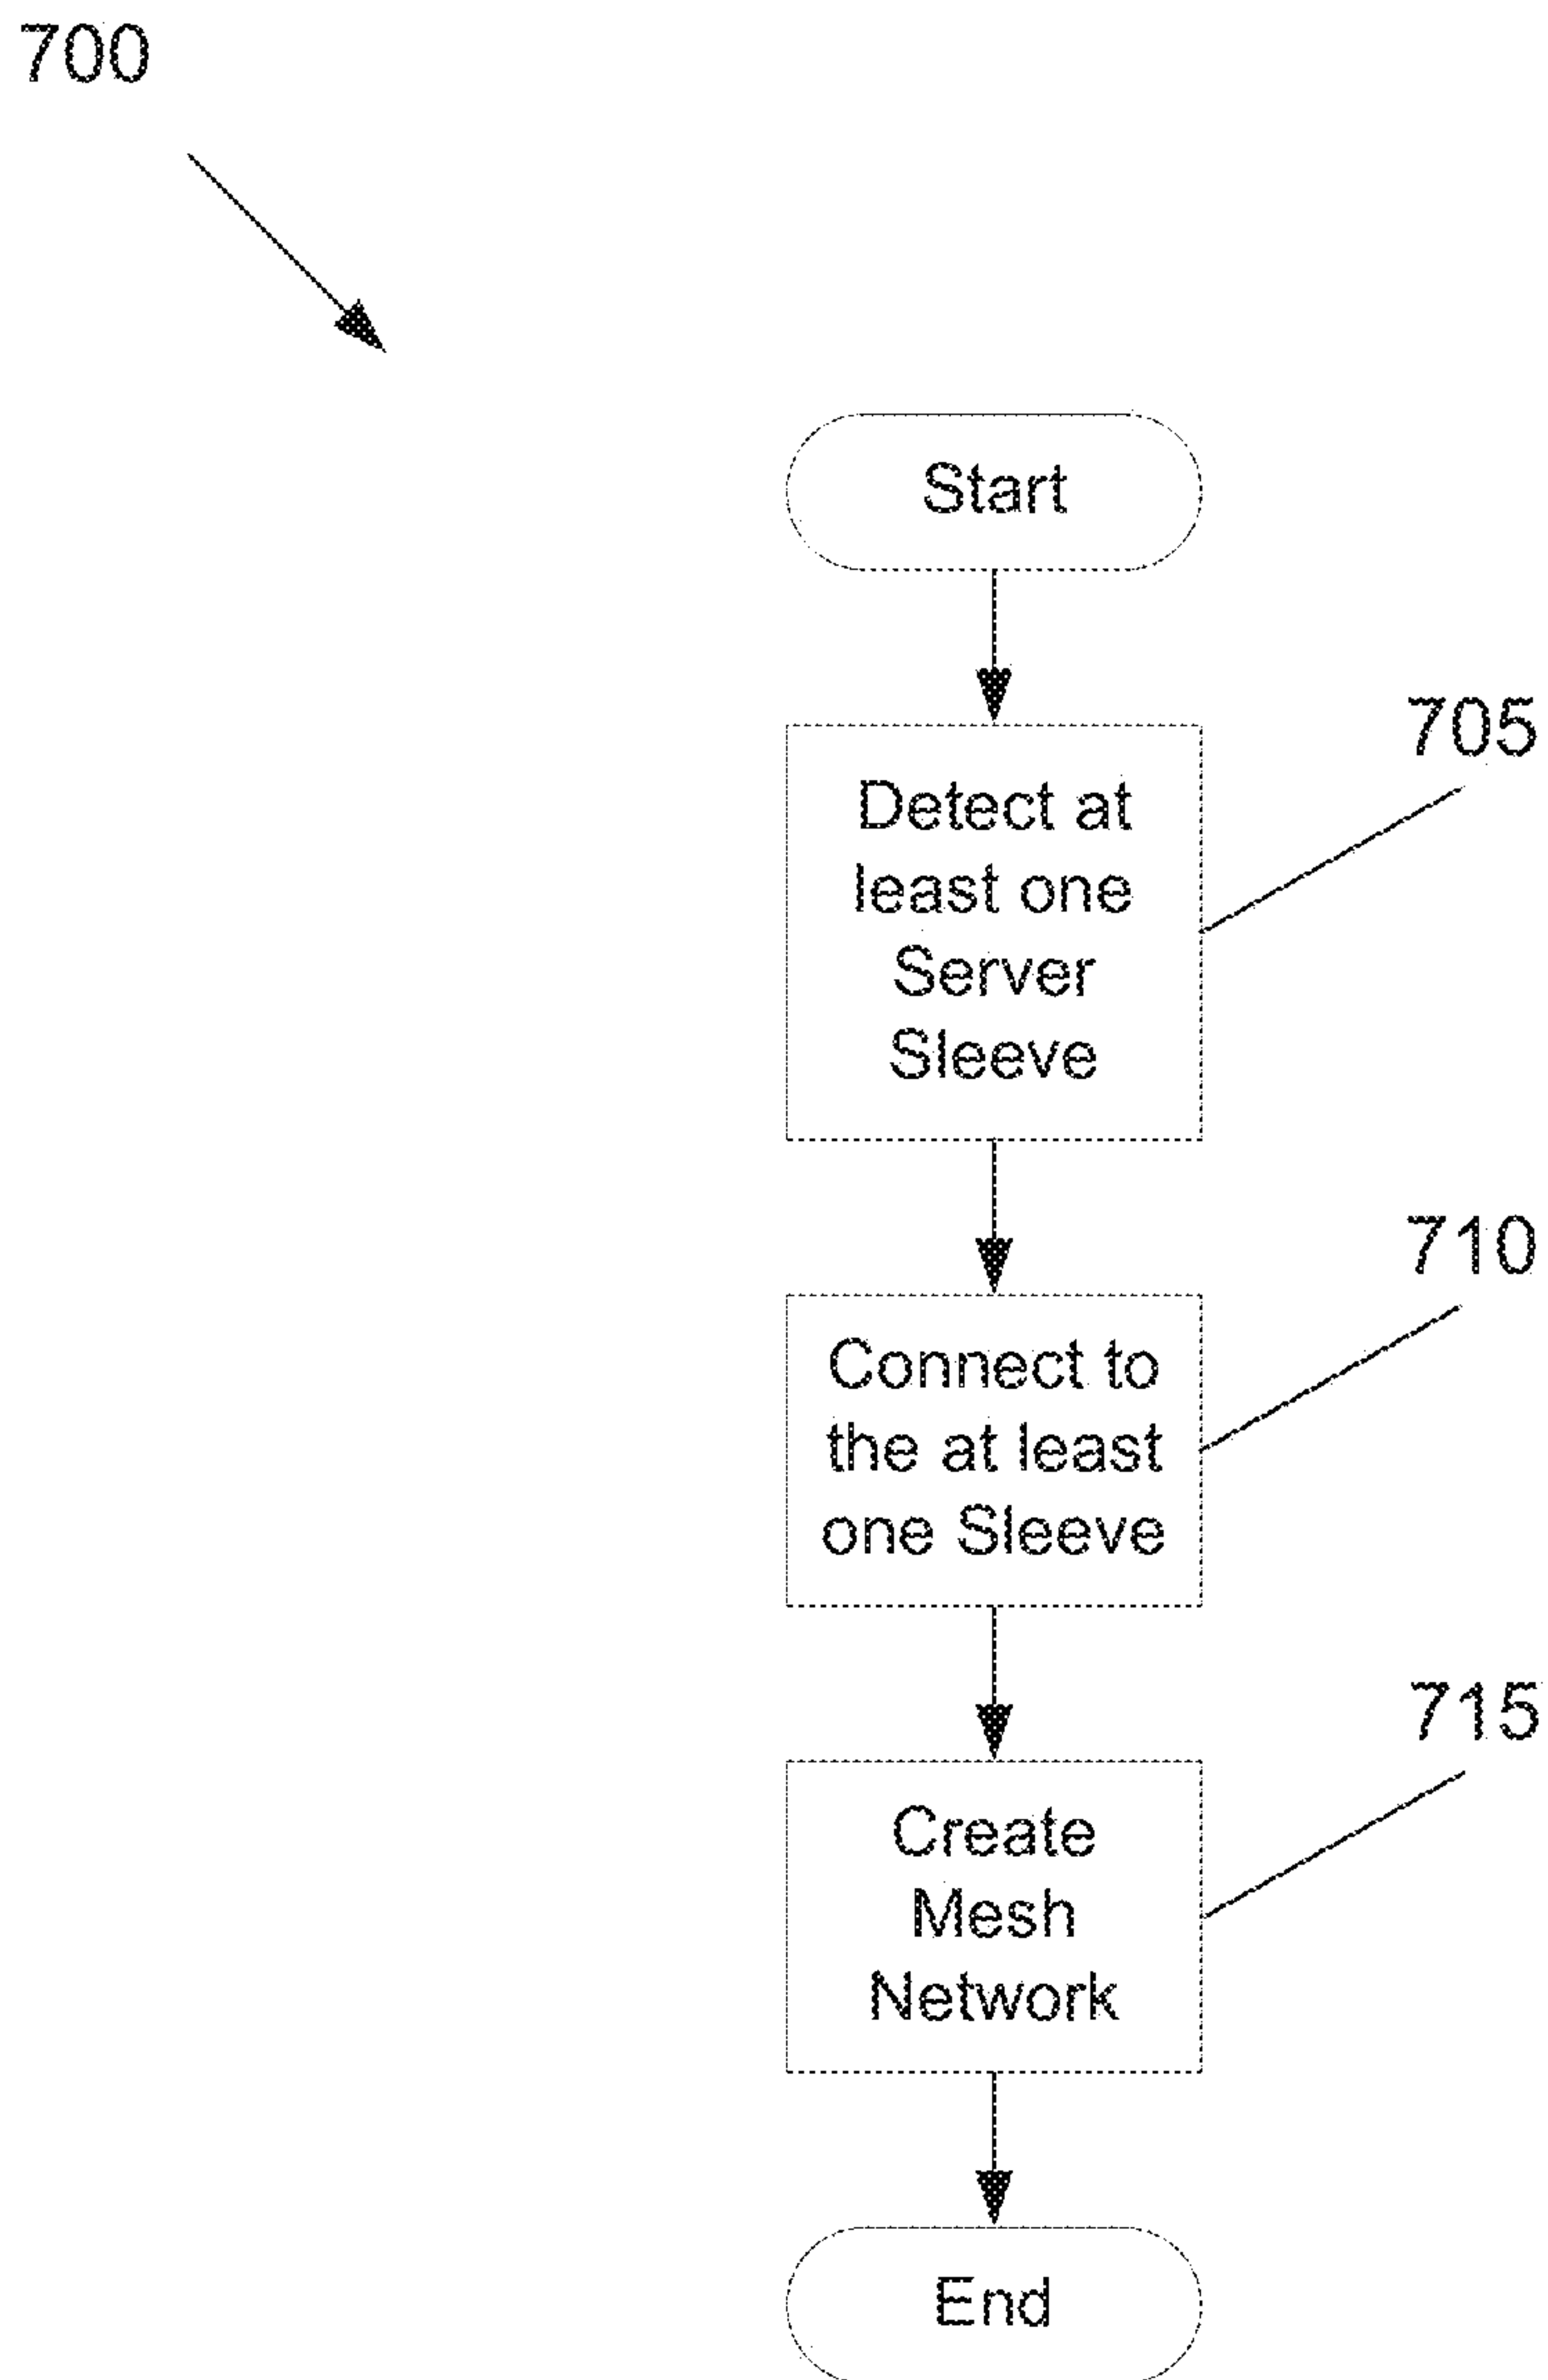 700
Start
705
Detect at
least one
Server
Sleeve
710
Connect to
the at least
one Sleeve
715
Create
Mesh
Network
End